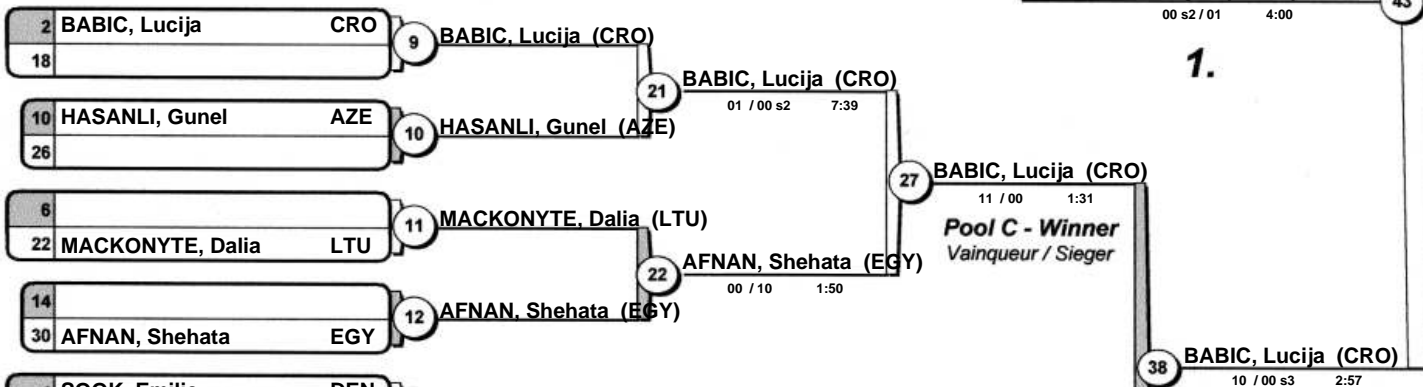 2 BABIC, Lucija CRO
18
9 BABIC, Lucija (CRO)
10 HASANLI, Gunel AZE
26
10 HASANLI, Gunel (AZE)
21 BABIC, Lucija (CRO)
01 / 00 s2 7:39
6
22 MACKONYTE, Dalia LTU
11 MACKONYTE, Dalia (LTU)
14
30 AFNAN, Shehata EGY
12 AFNAN, Shehata (EGY)
22 AFNAN, Shehata (EGY)
00 / 10 1:50
27 BABIC, Lucija (CRO)
11 / 00 1:31
Pool C - Winner
Vainqueur / Sieger
38 BABIC, Lucija (CRO)
10 / 00 s3 2:57
00 s2 / 01 4:00
43
1.